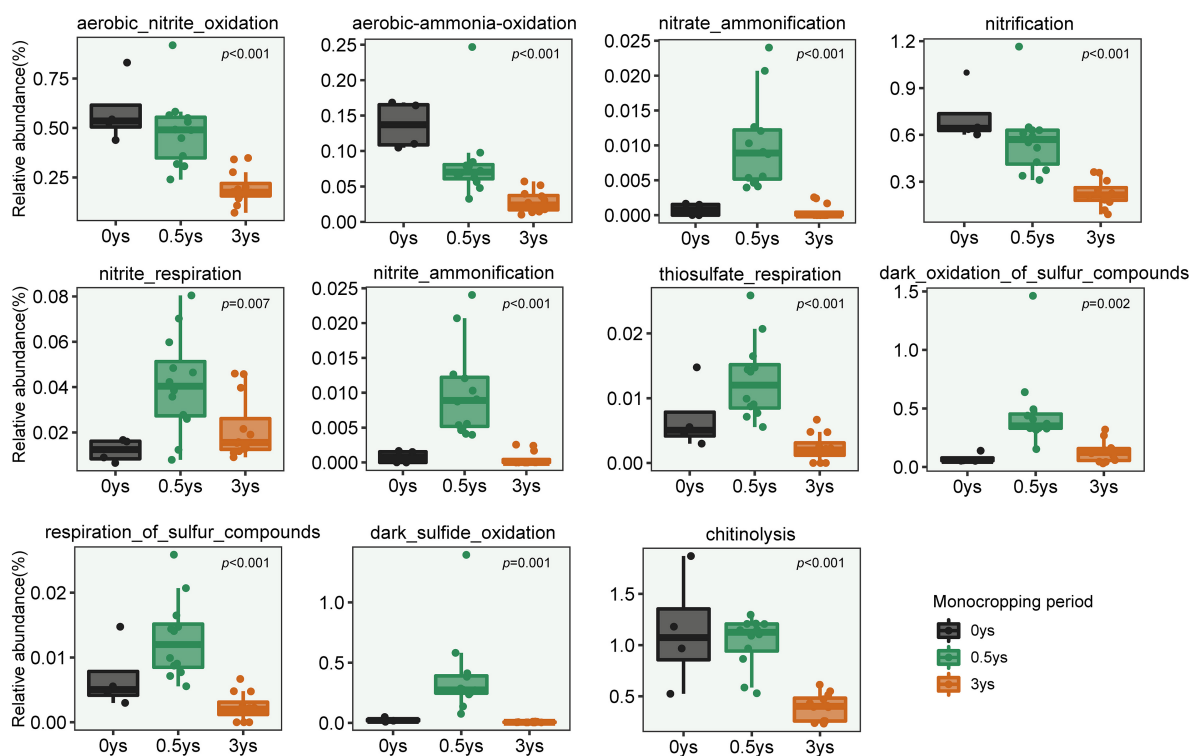 aerobic_nitrite_oxidation
aerobic-ammonia-oxidation
nitrate_ammonification
nitrification
Relative abundance(%)
p<0.001
0.75
0.50
0.25
0ys 0.5ys 3ys
p<0.001
0.25
0.20
0.15
0.10
0.05
0.00
0ys 0.5ys 3ys
p<0.001
0.025
0.020
0.015
0.010
0.005
0.000
0ys 0.5ys 3ys
p<0.001
1.2
0.9
0.6
0.3
0ys 0.5ys 3ys
nitrite_respiration
nitrite_ammonification
thiosulfate_respiration
dark_oxidation_of_sulfur_compounds
Relative abundance(%)
p=0.007
0.08
0.06
0.04
0.02
0ys 0.5ys 3ys
p<0.001
0.025
0.020
0.015
0.010
0.005
0.000
0ys 0.5ys 3ys
p<0.001
0.02
0.01
0.00
0ys 0.5ys 3ys
p=0.002
1.5
1.0
0.5
0.0
0ys 0.5ys 3ys
respiration_of_sulfur_compounds
dark_sulfide_oxidation
chitinolysis
Relative abundance(%)
p<0.001
0.02
0.01
0.00
0ys 0.5ys 3ys
p=0.001
1.0
0.5
0.0
0ys 0.5ys 3ys
p<0.001
1.5
1.0
0.5
0ys 0.5ys 3ys
Monocropping period
0ys
0.5ys
3ys